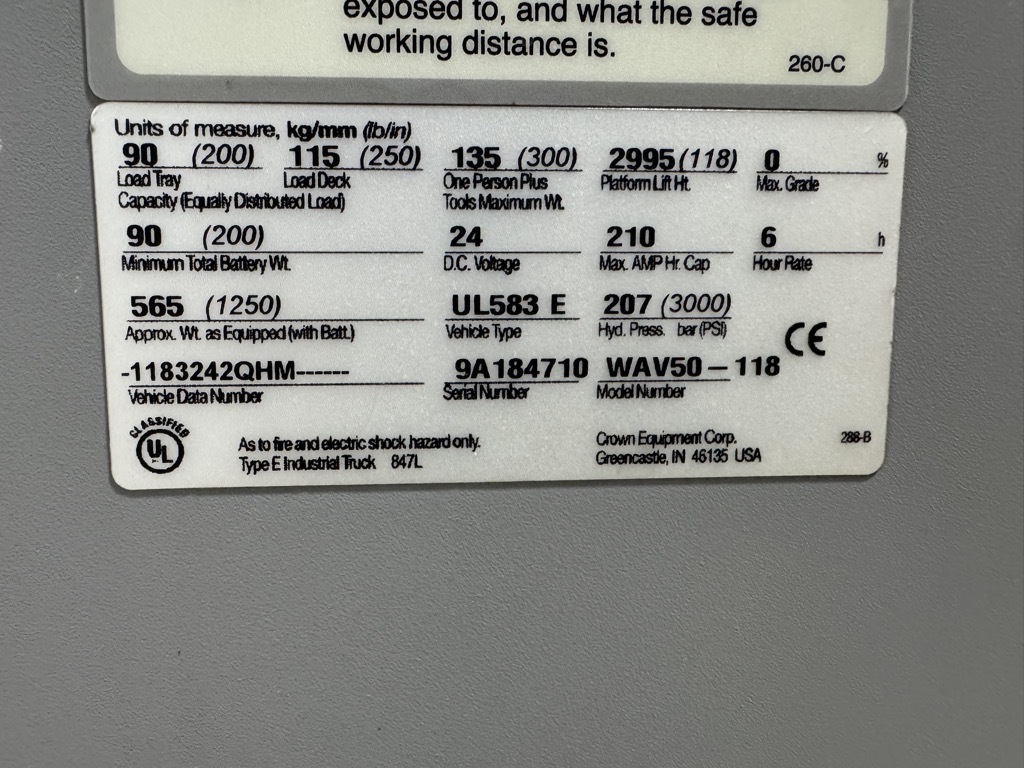 exposed to, and what the safe
working distance is.
260-C
Units of measure, kg/mm (lb/in)
90 (200) 115 (250) 135 (300) 2995 (118) 0 %
Load Tray Load Deck One Person Plus Platform Lift Ht. Max. Grade
Capacity (Equally Distributed Load) Tools Maximum Wt.
90 (200) 24 210 6 h
Minimum Total Battery Wt. D.C. Voltage Max. AMP Hr. Cap Hour Rate
565 (1250) UL583 E 207 (3000)
Approx. Wt. as Equipped (with Batt.) Vehicle Type Hyd. Press. bar (PSI)
CE
-1183242QHM------ 9A184710 WAV50-118
Vehicle Data Number Serial Number Model Number
CLASSIFIED
UL
As to fire and electric shock hazard only. Crown Equipment Corp. 288-B
Type E Industrial Truck 847L Greencastle, IN 46135 USA